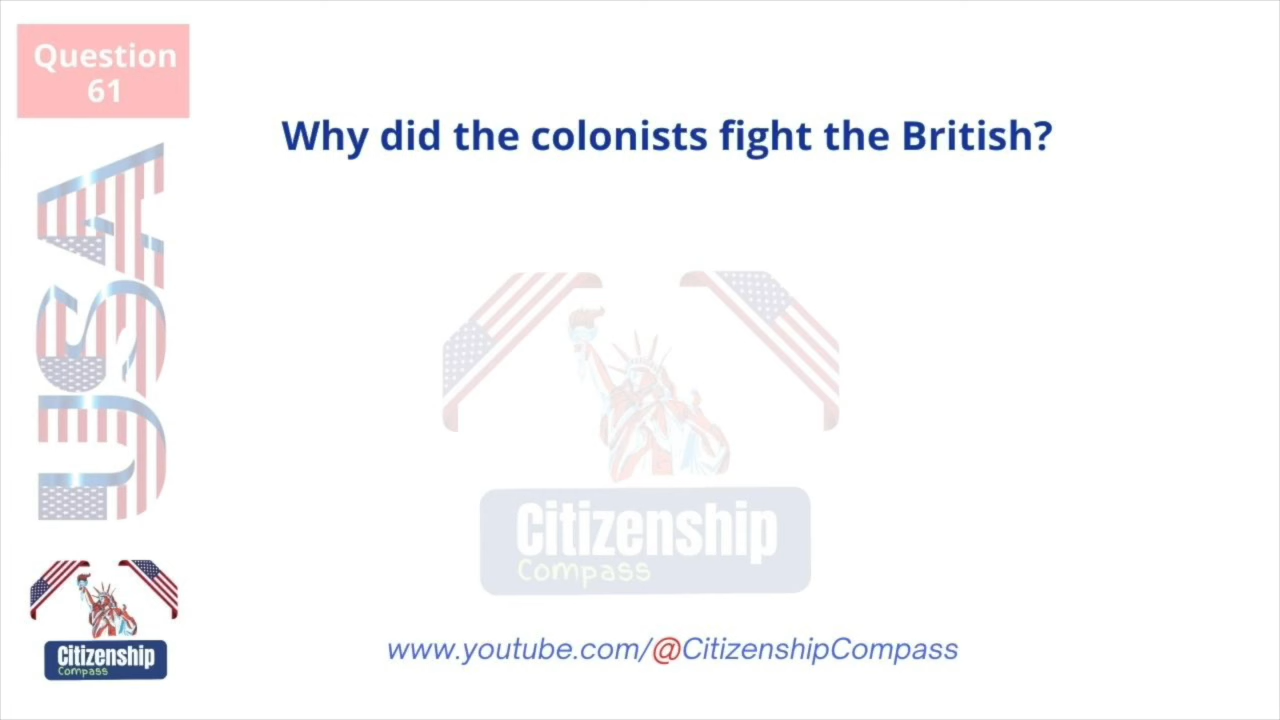 Question
61
Why did the colonists fight the British?
USA
Citizenship
Compass
Citizenship
Compass
www.youtube.com/@CitizenshipCompass